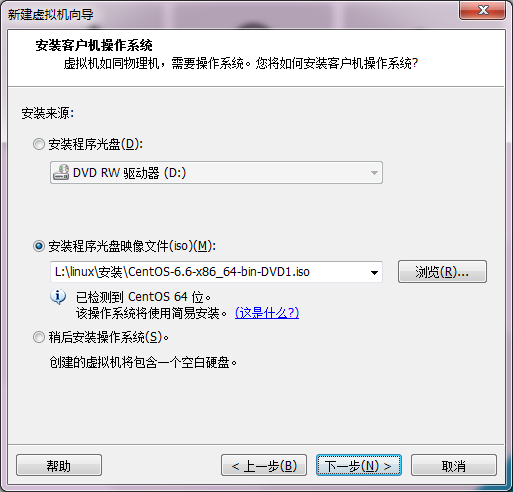 新建虚拟机向导
安装客户机操作系统
虚拟机如同物理机，需要操作系统。您将如何安装客户机操作系统?
安装来源:
安装程序光盘(D):
DVD RW 驱动器 (D:)
安装程序光盘映像文件(iso)(M):
L:\linux\安装\CentOS-6.6-x86_64-bin-DVD1.iso
浏览(R)...
已检测到 CentOS 64 位。
该操作系统将使用简易安装。 (这是什么?)
稍后安装操作系统(S)。
创建的虚拟机将包含一个空白硬盘。
帮助
< 上一步(B)
下一步(N) >
取消